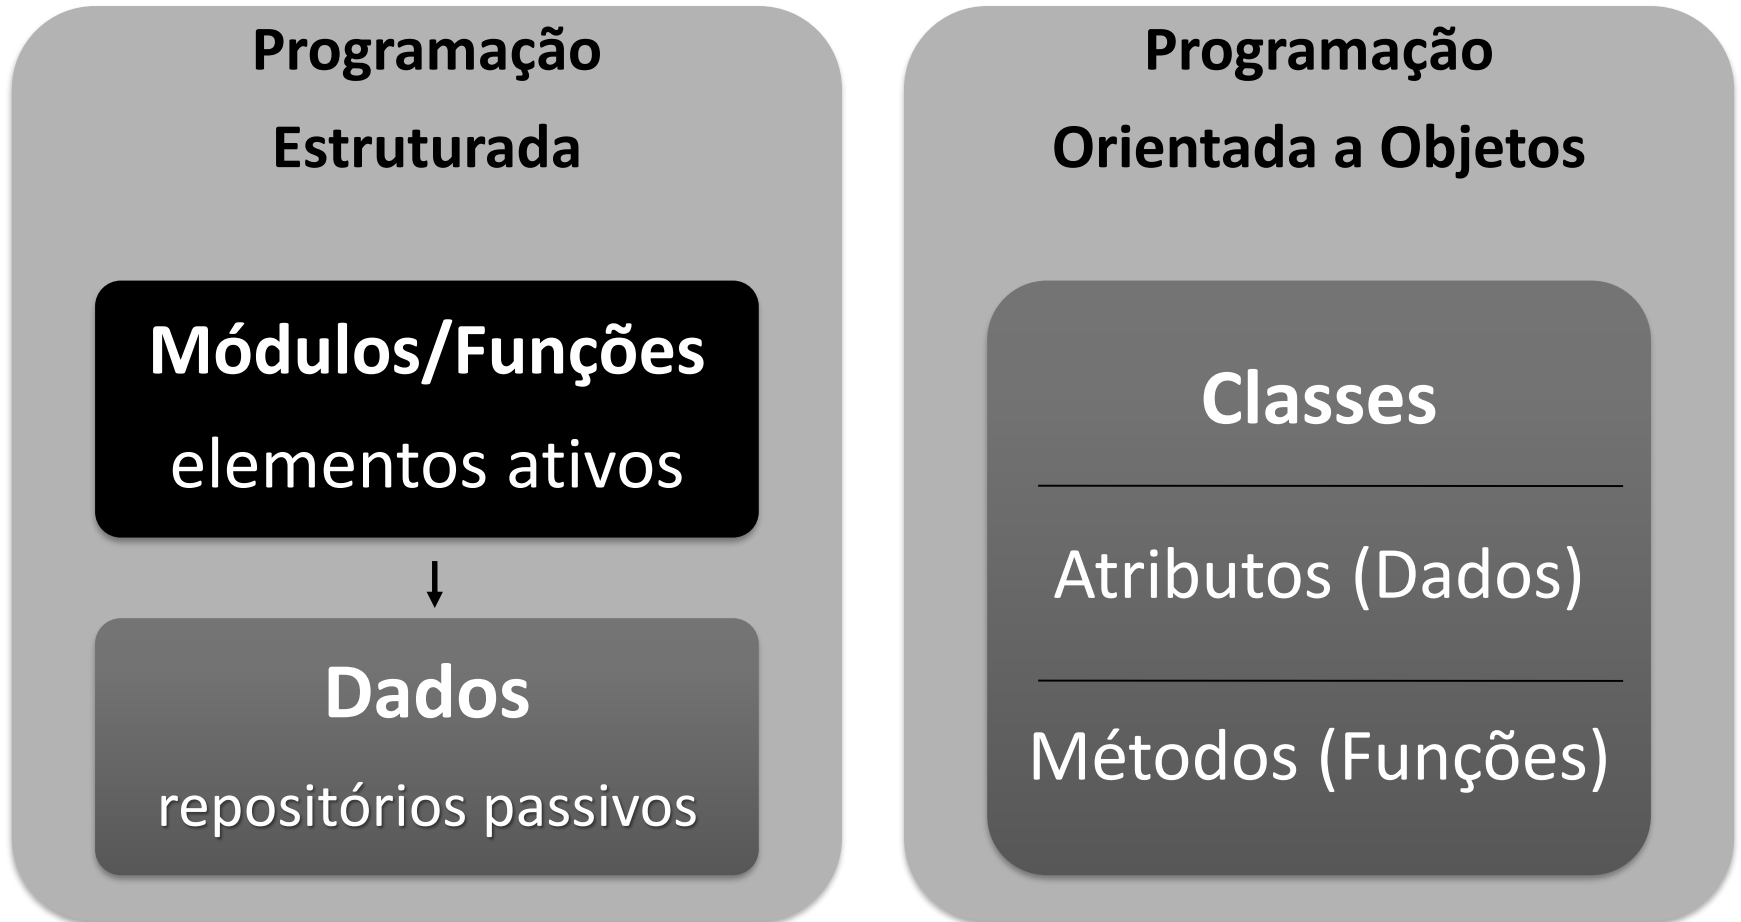 Programação
Estruturada
Módulos/Funções
elementos ativos
Dados
repositórios passivos
Programação
Orientada a Objetos
Classes
Atributos (Dados)
Métodos (Funções)